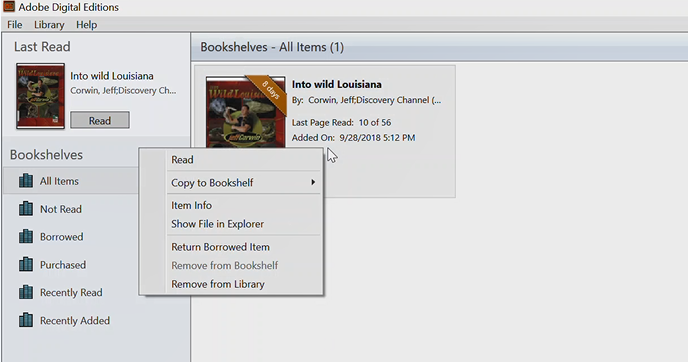 Adobe Digital Editions
File Library Help
Last Read
Into wild Louisiana
Corwin, Jeff;Discovery Ch...
Read
Bookshelves
All Items
Not Read
Borrowed
Purchased
Recently Read
Recently Added
Bookshelves - All Items (1)
8 days
Into wild Louisiana
By: Corwin, Jeff;Discovery Channel (...
Last Page Read: 10 of 56
Added On: 9/28/2018 5:12 PM
Read
Copy to Bookshelf
Item Info
Show File in Explorer
Return Borrowed Item
Remove from Bookshelf
Remove from Library